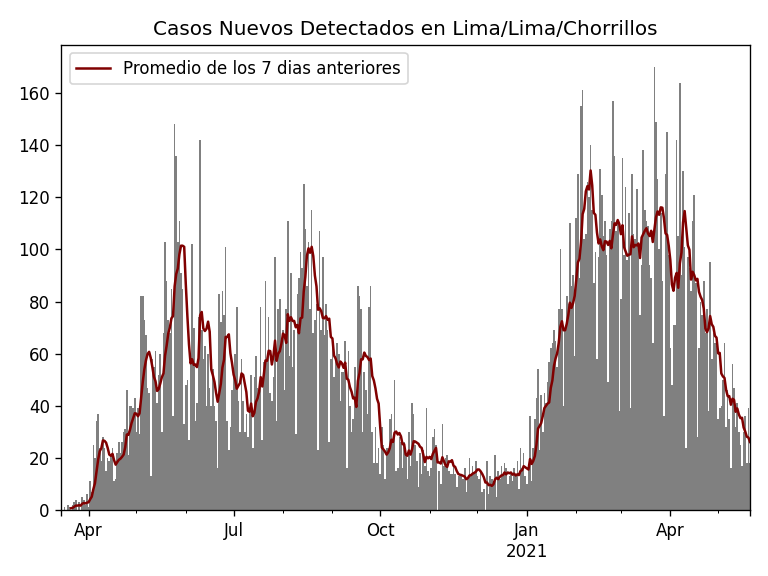 Casos Nuevos Detectados en Lima/Lima/Chorrillos
Promedio de los 7 dias anteriores
160
140
120
100
80
60
40
20
0
Apr
Jul
Oct
Jan
2021
Apr